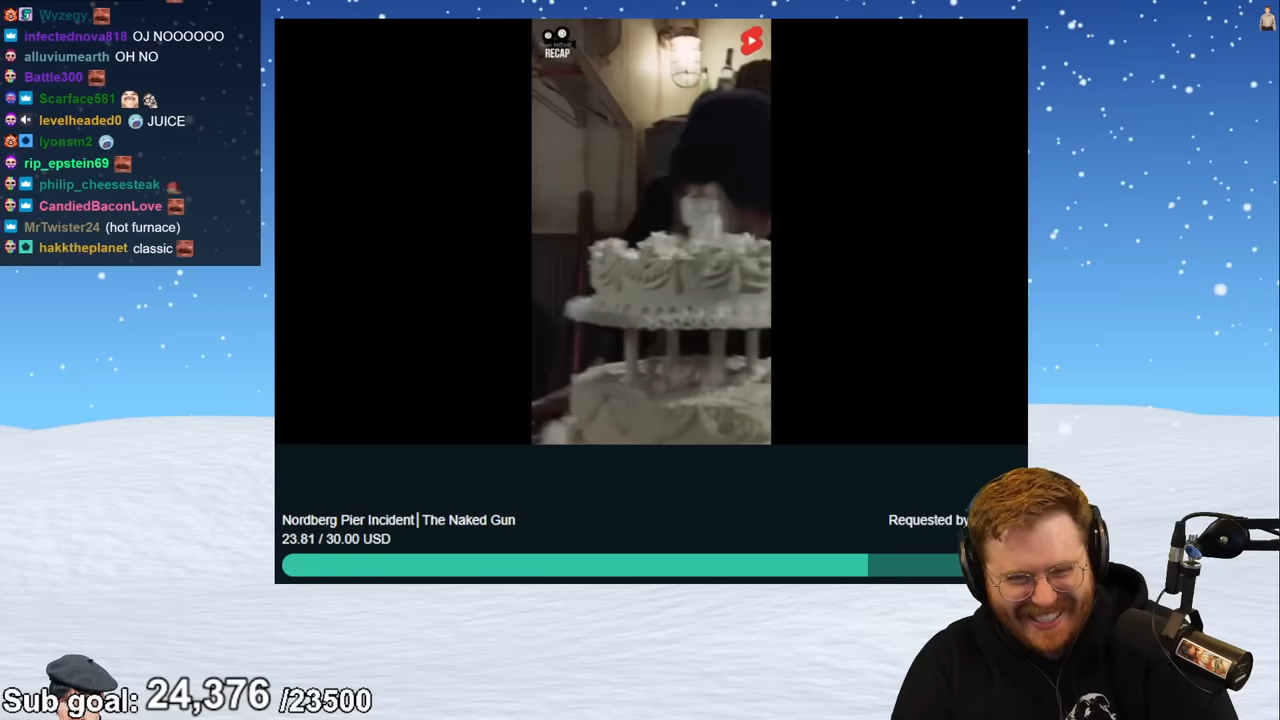 Wyzegy
infectednova818 OJ NOOOOOO
alluviumearth OH NO
Battle300
Scarface581
levelheaded0 JUICE
lyonsm2
rip_epstein69
philip_cheesesteak
CandiedBaconLove
MrTwister24 (hot furnace)
hakktheplanet classic
RECAP
Nordberg Pier Incident| The Naked Gun
Requested by
23.81 / 30.00 USD
Sub goal: 24,376 /23500